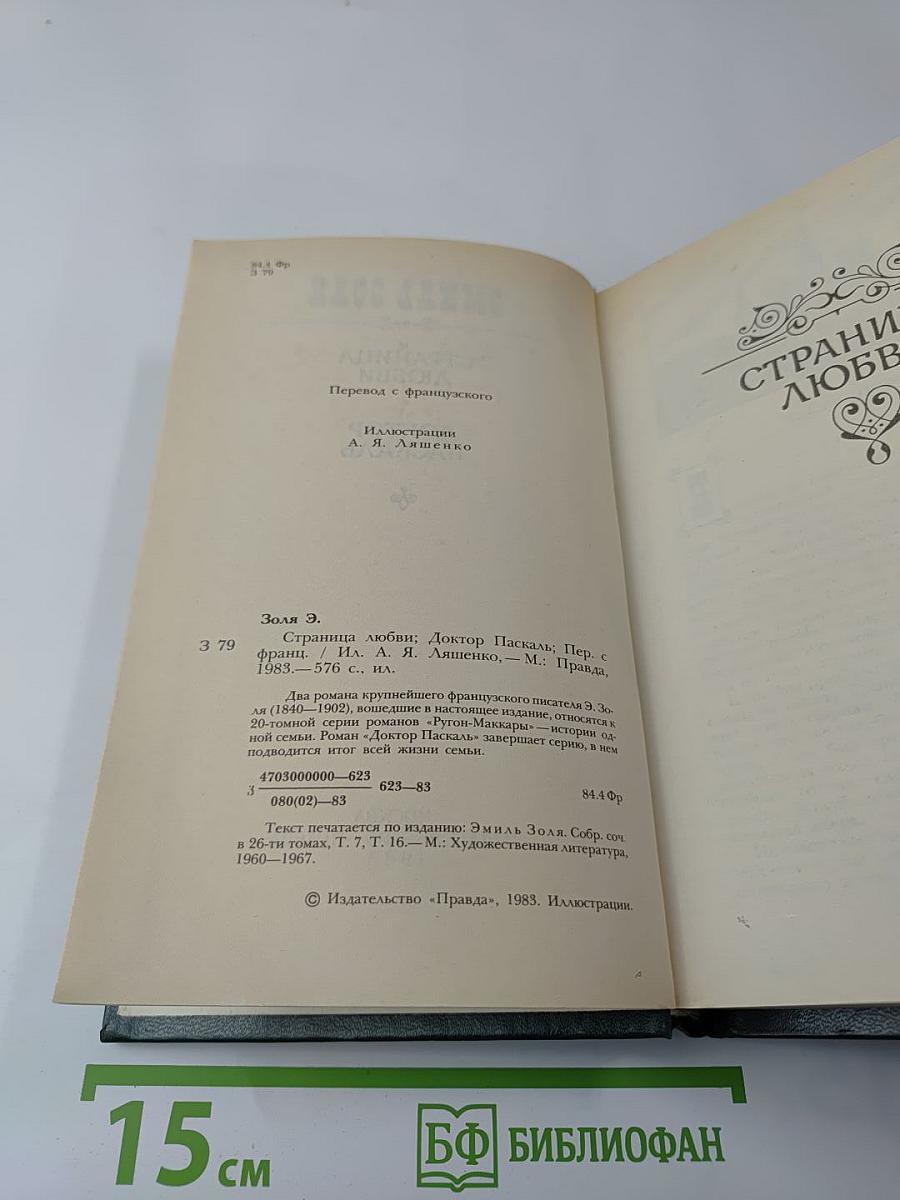 84.4 Фр
З 79
Перевод с французского
Иллюстрации
А. Я. Ляшенко
Золя Э.
З 79
Страница любви; Доктор Паскаль; Пер. с
франц. / Ил. А. Я. Ляшенко,— М.: Правда,
1983.— 576 с., ил.
Два романа крупнейшего французского писателя Э. Зо-
ля (1840—1902), вошедшие в настоящее издание, относятся к
20-томной серии романов «Ругон-Маккары» — истории од-
ной семьи. Роман «Доктор Паскаль» завершает серию, в нем
подводится итог всей жизни семьи.
4703000000—623
З 623—83
080(02)—83
84.4 Фр
Текст печатается по изданию: Эмиль Золя. Собр. соч.
в 26-ти томах, Т. 7, Т. 16.— М.: Художественная литература,
1960—1967.
© Издательство «Правда», 1983. Иллюстрации.
СТРАНИ
ЛЮБВ
15 см
БФ БИБЛИОФАН